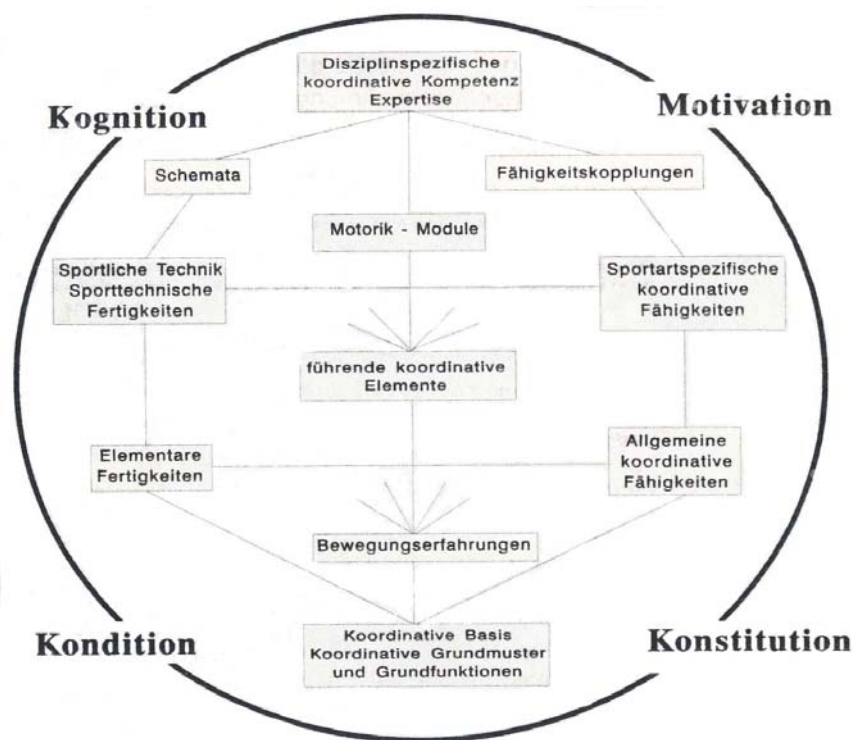 Disziplinspezifische
koordinative Kompetenz
Expertise
Kognition
Motivation
Schemata
Fähigkeitskopplungen
Motorik - Module
Sportliche Technik
Sporttechnische
Fertigkeiten
Sportartspezifische
koordinative
Fähigkeiten
führende koordinative
Elemente
Elementare
Fertigkeiten
Allgemeine
koordinative
Fähigkeiten
Bewegungserfahrungen
Kondition
Koordinative Basis
Koordinative Grundmuster
und Grundfunktionen
Konstitution